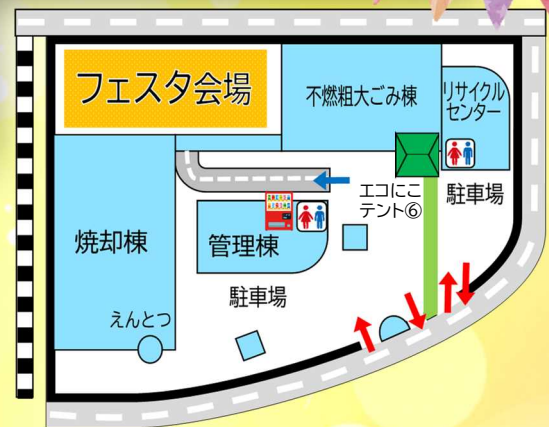 フェスタ会場
不燃粗大ごみ棟
リサイクル
センター
エコにこ
テント⑥
駐車場
焼却棟
管理棟
駐車場
えんとつ